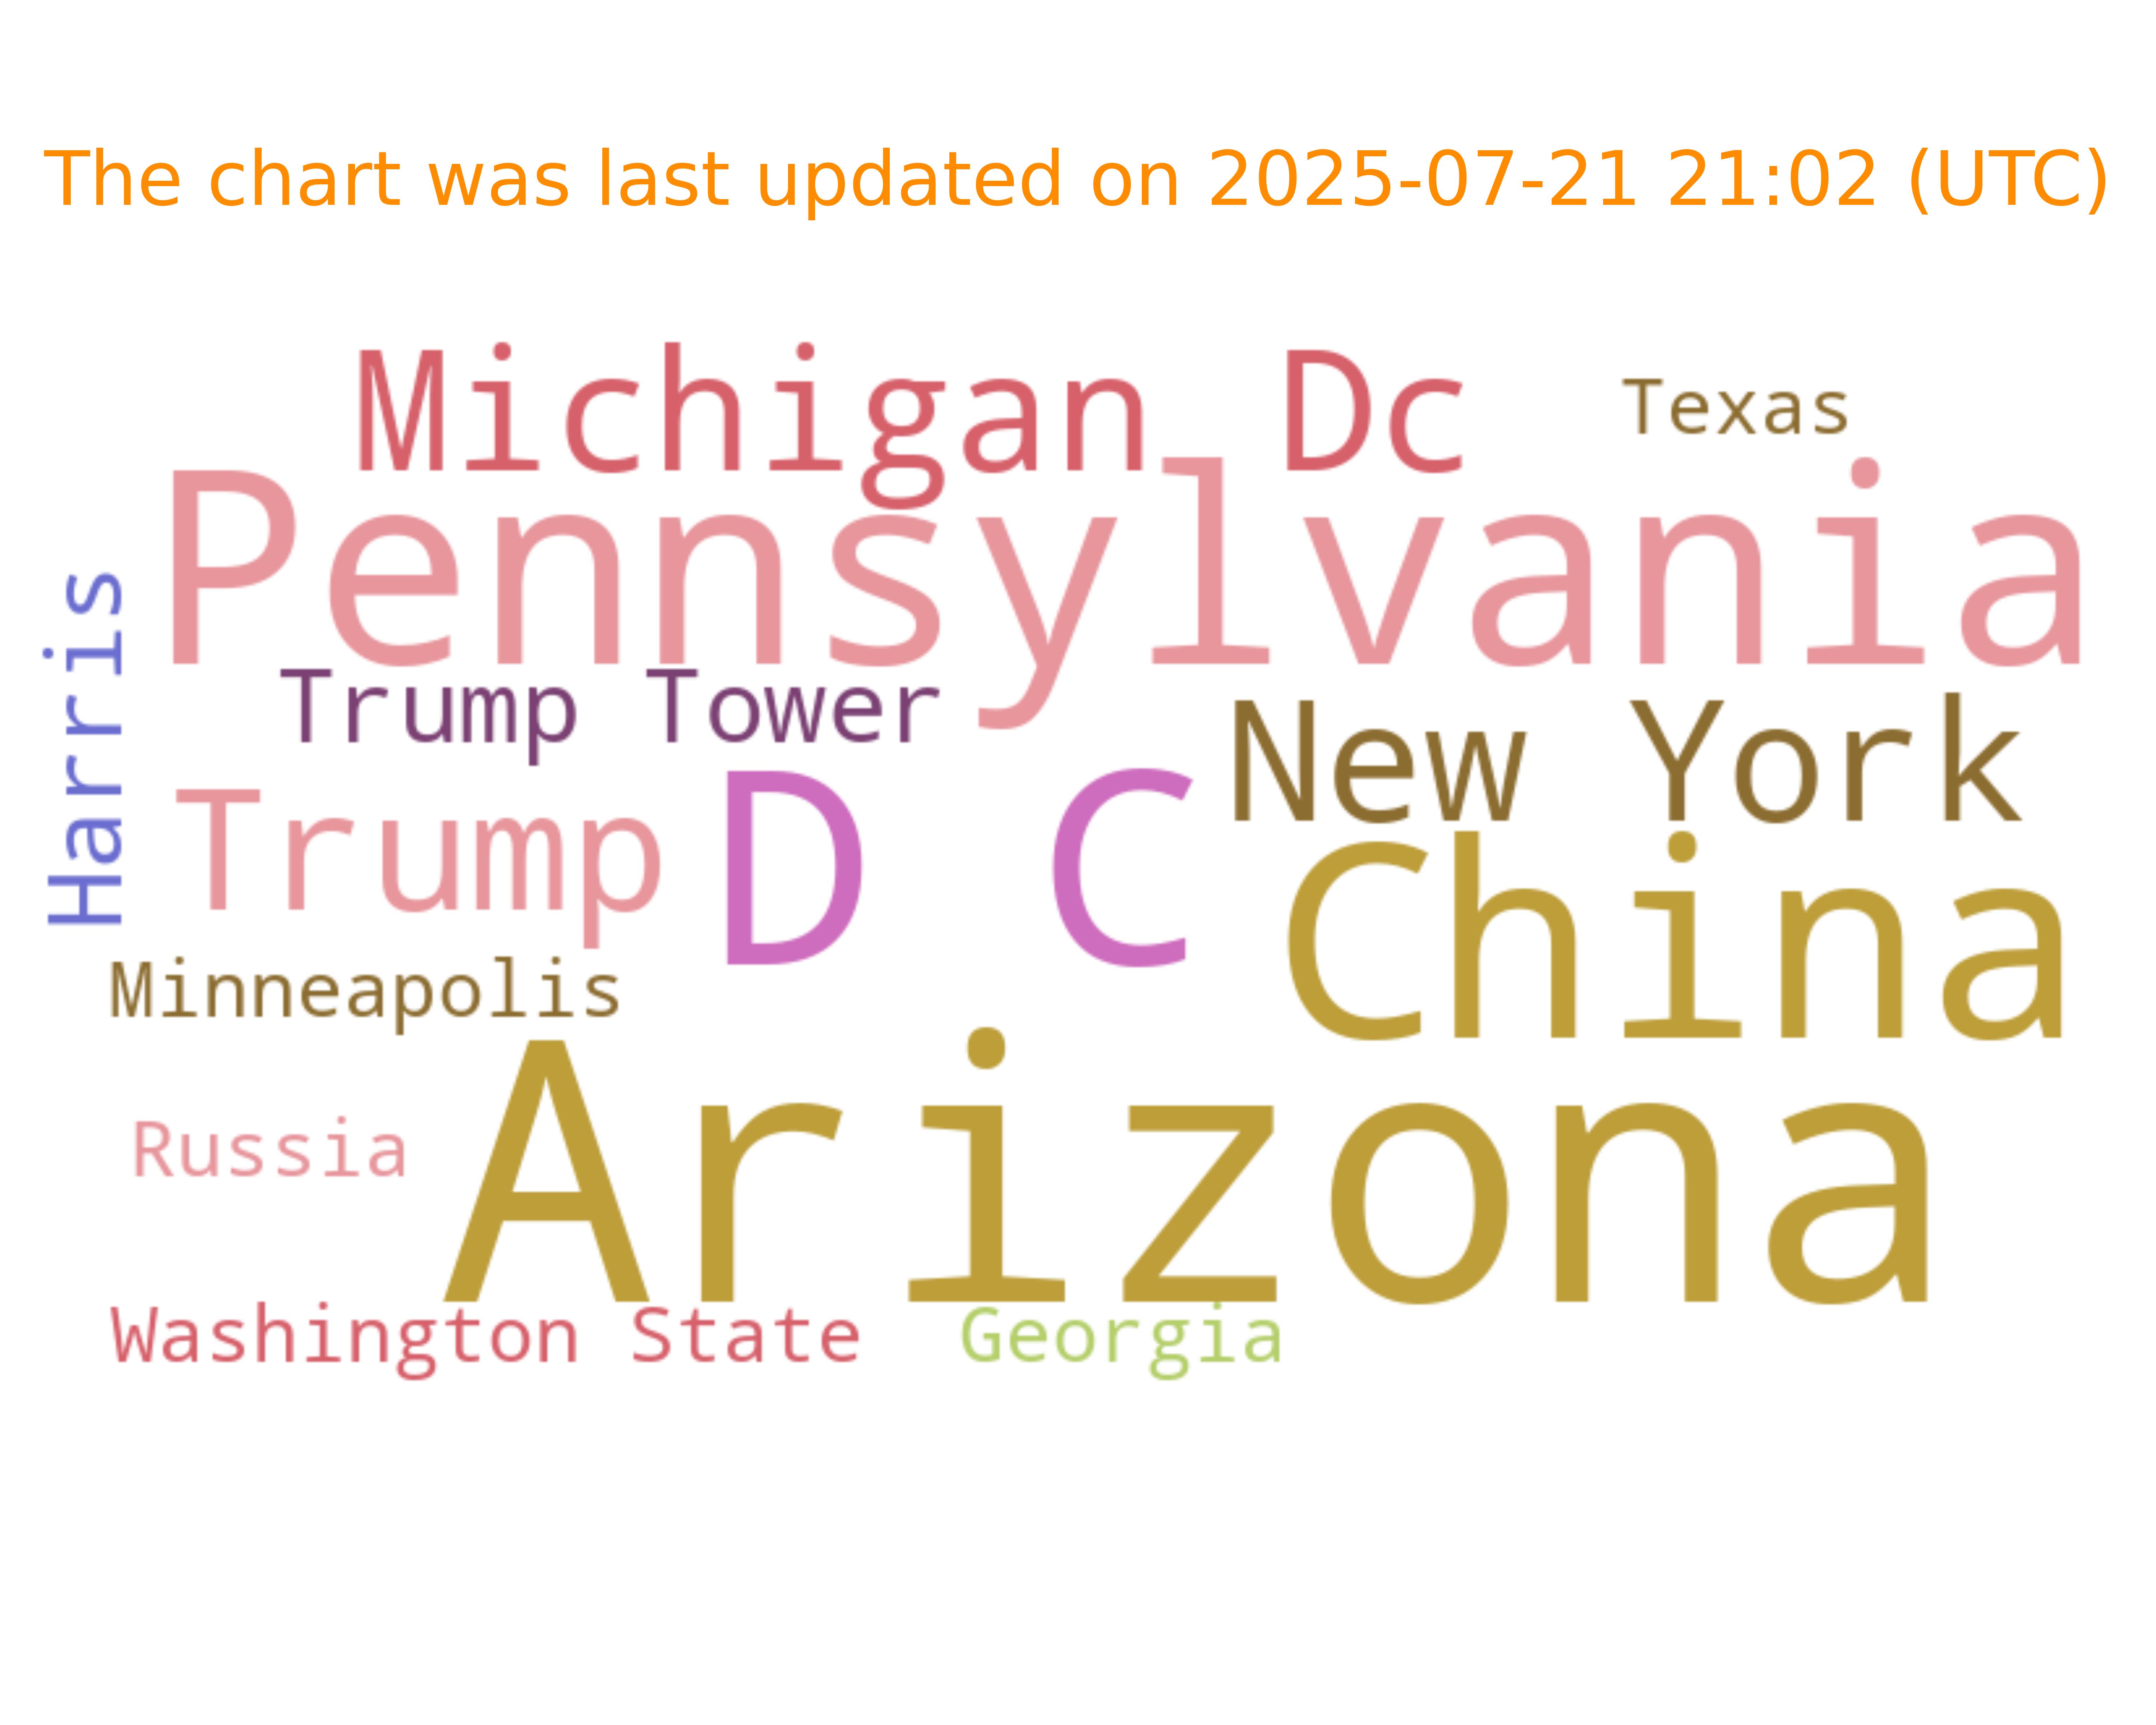 The chart was last updated on 2025-07-21 21:02 (UTC)
Michigan Dc
Texas
Pennsylvania
Harris
Trump Tower
New York
Trump
D C
China
Minneapolis
Arizona
Russia
Washington State
Georgia